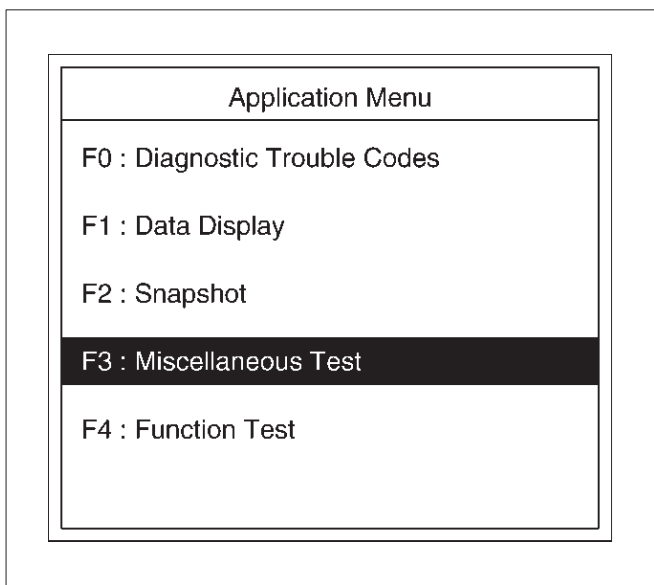 Application Menu
F0 : Diagnostic Trouble Codes
F1 : Data Display
F2 : Snapshot
F3 : Miscellaneous Test
F4 : Function Test